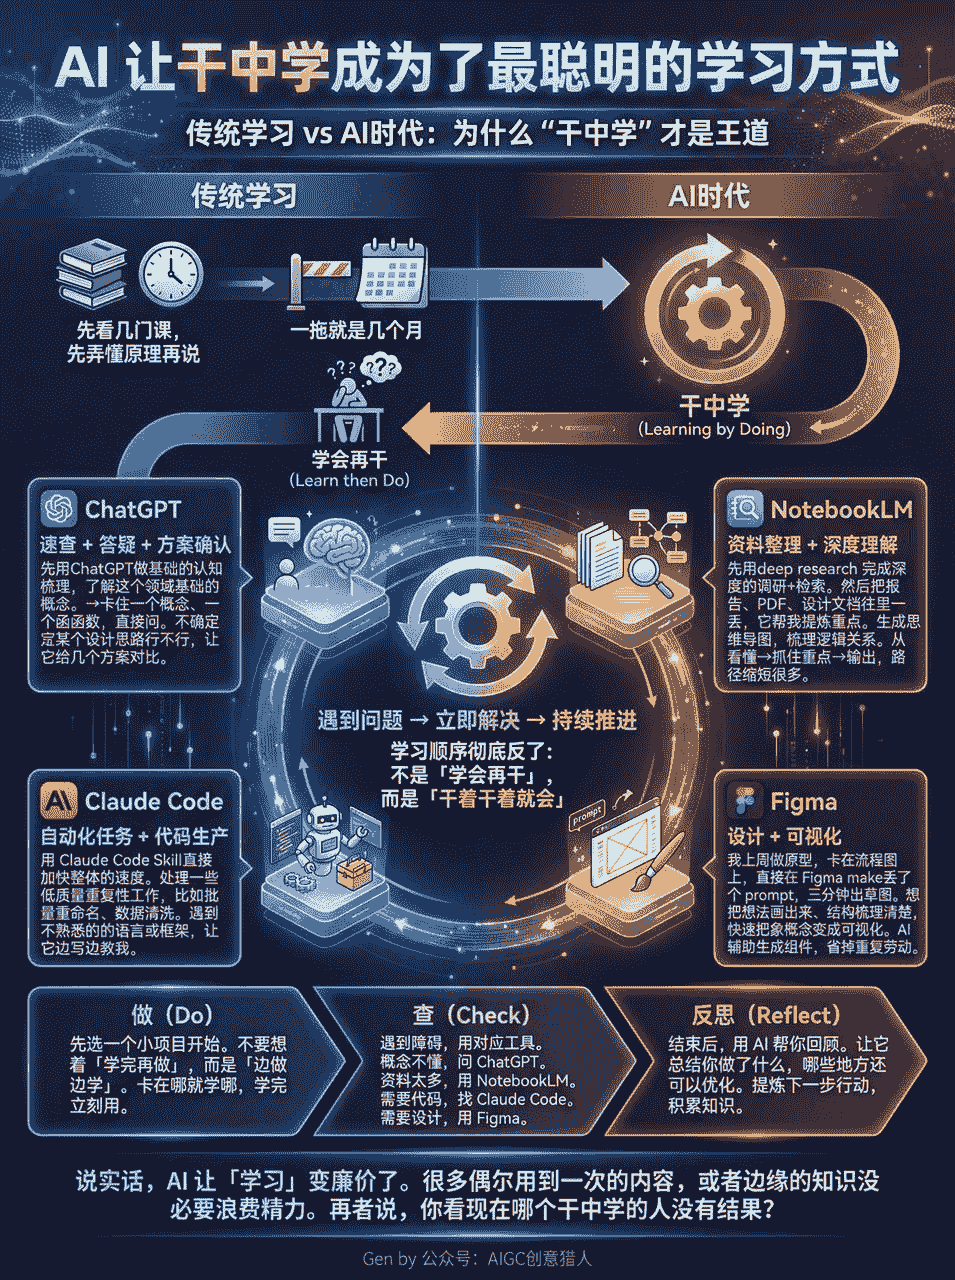 AI 让干中学成为了最聪明的学习方式
传统学习 vs AI时代：为什么 “干中学” 才是王道
传统学习
AI时代
先看几门课，
先弄懂原理再说
一拖就是几个月
干中学
(Learning by Doing)
??? ???
学会再干
(Learn then Do)
ChatGPT
速查 + 答疑 + 方案确认
先用ChatGPT做基础的认知
梳理，了解这个领域基础的
概念。→卡住一个概念、一
个函函数，直接问。不确定
定某个设计思路行不行，让
它给几个方案对比。
NotebookLM
资料整理 + 深度理解
先用deep research 完成深
度的调研+检索。然后把报
告、PDF、设计文档往里一
丢，它帮我提炼重点。生成思
维导图，梳理逻辑关系。从
看懂→抓住重点→输出，路
径缩短很多。
遇到问题 → 立即解决 → 持续推进
学习顺序彻底反了：
不是「学会再干」，
而是「干着干着就会」
Claude Code
自动化任务 + 代码生产
用 Claude Code Skill直接
加快整体的速度。处理一些
低质量重复性工作，比如批
量重命名、数据清洗。遇到
不熟悉的的语言或框架，让
它边写边教我。
prompt
Figma
设计 + 可视化
我上周做原型，卡在流程图
上，直接在 Figma make丢了
个 prompt，三分钟出草图。想
把想法画出来、结构梳理清楚，
快速把象概念变成可视化。AI
辅助生成组件，省掉重复劳动。
做（Do）
先选一个小项目开始。不要想
着「学完再做」，而是「边做
边学」。卡在哪就学哪，学完
立刻用。
查（Check）
遇到障碍，用对应工具。
概念不懂，问 ChatGPT。
资料太多，用 NotebookLM。
需要代码，找 Claude Code。
需要设计，用 Figma。
反思（Reflect）
结束后，用 AI 帮你回顾。让它
总结你做了什么，哪些地方还
可以优化。提炼下一步行动，
积累知识。
说实话，AI 让「学习」变廉价了。很多偶尔用到一次的内容，或者边缘的知识没
必要浪费精力。再者说，你看现在哪个干中学的人没有结果？
Gen by 公众号：AIGC创意猎人